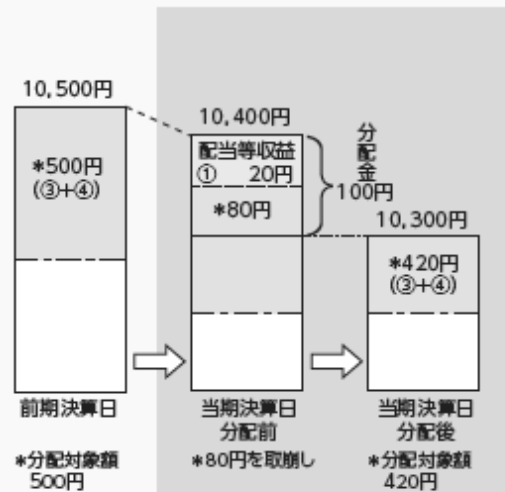 10,500円
*500円
(③+④)
前期決算日
*分配対象額
500円
10,400円
配当等収益
① 20円
*80円
分配金
100円
当期決算日
分配前
*80円を取崩し
10,300円
*420円
(③+④)
当期決算日
分配後
*分配対象額
420円